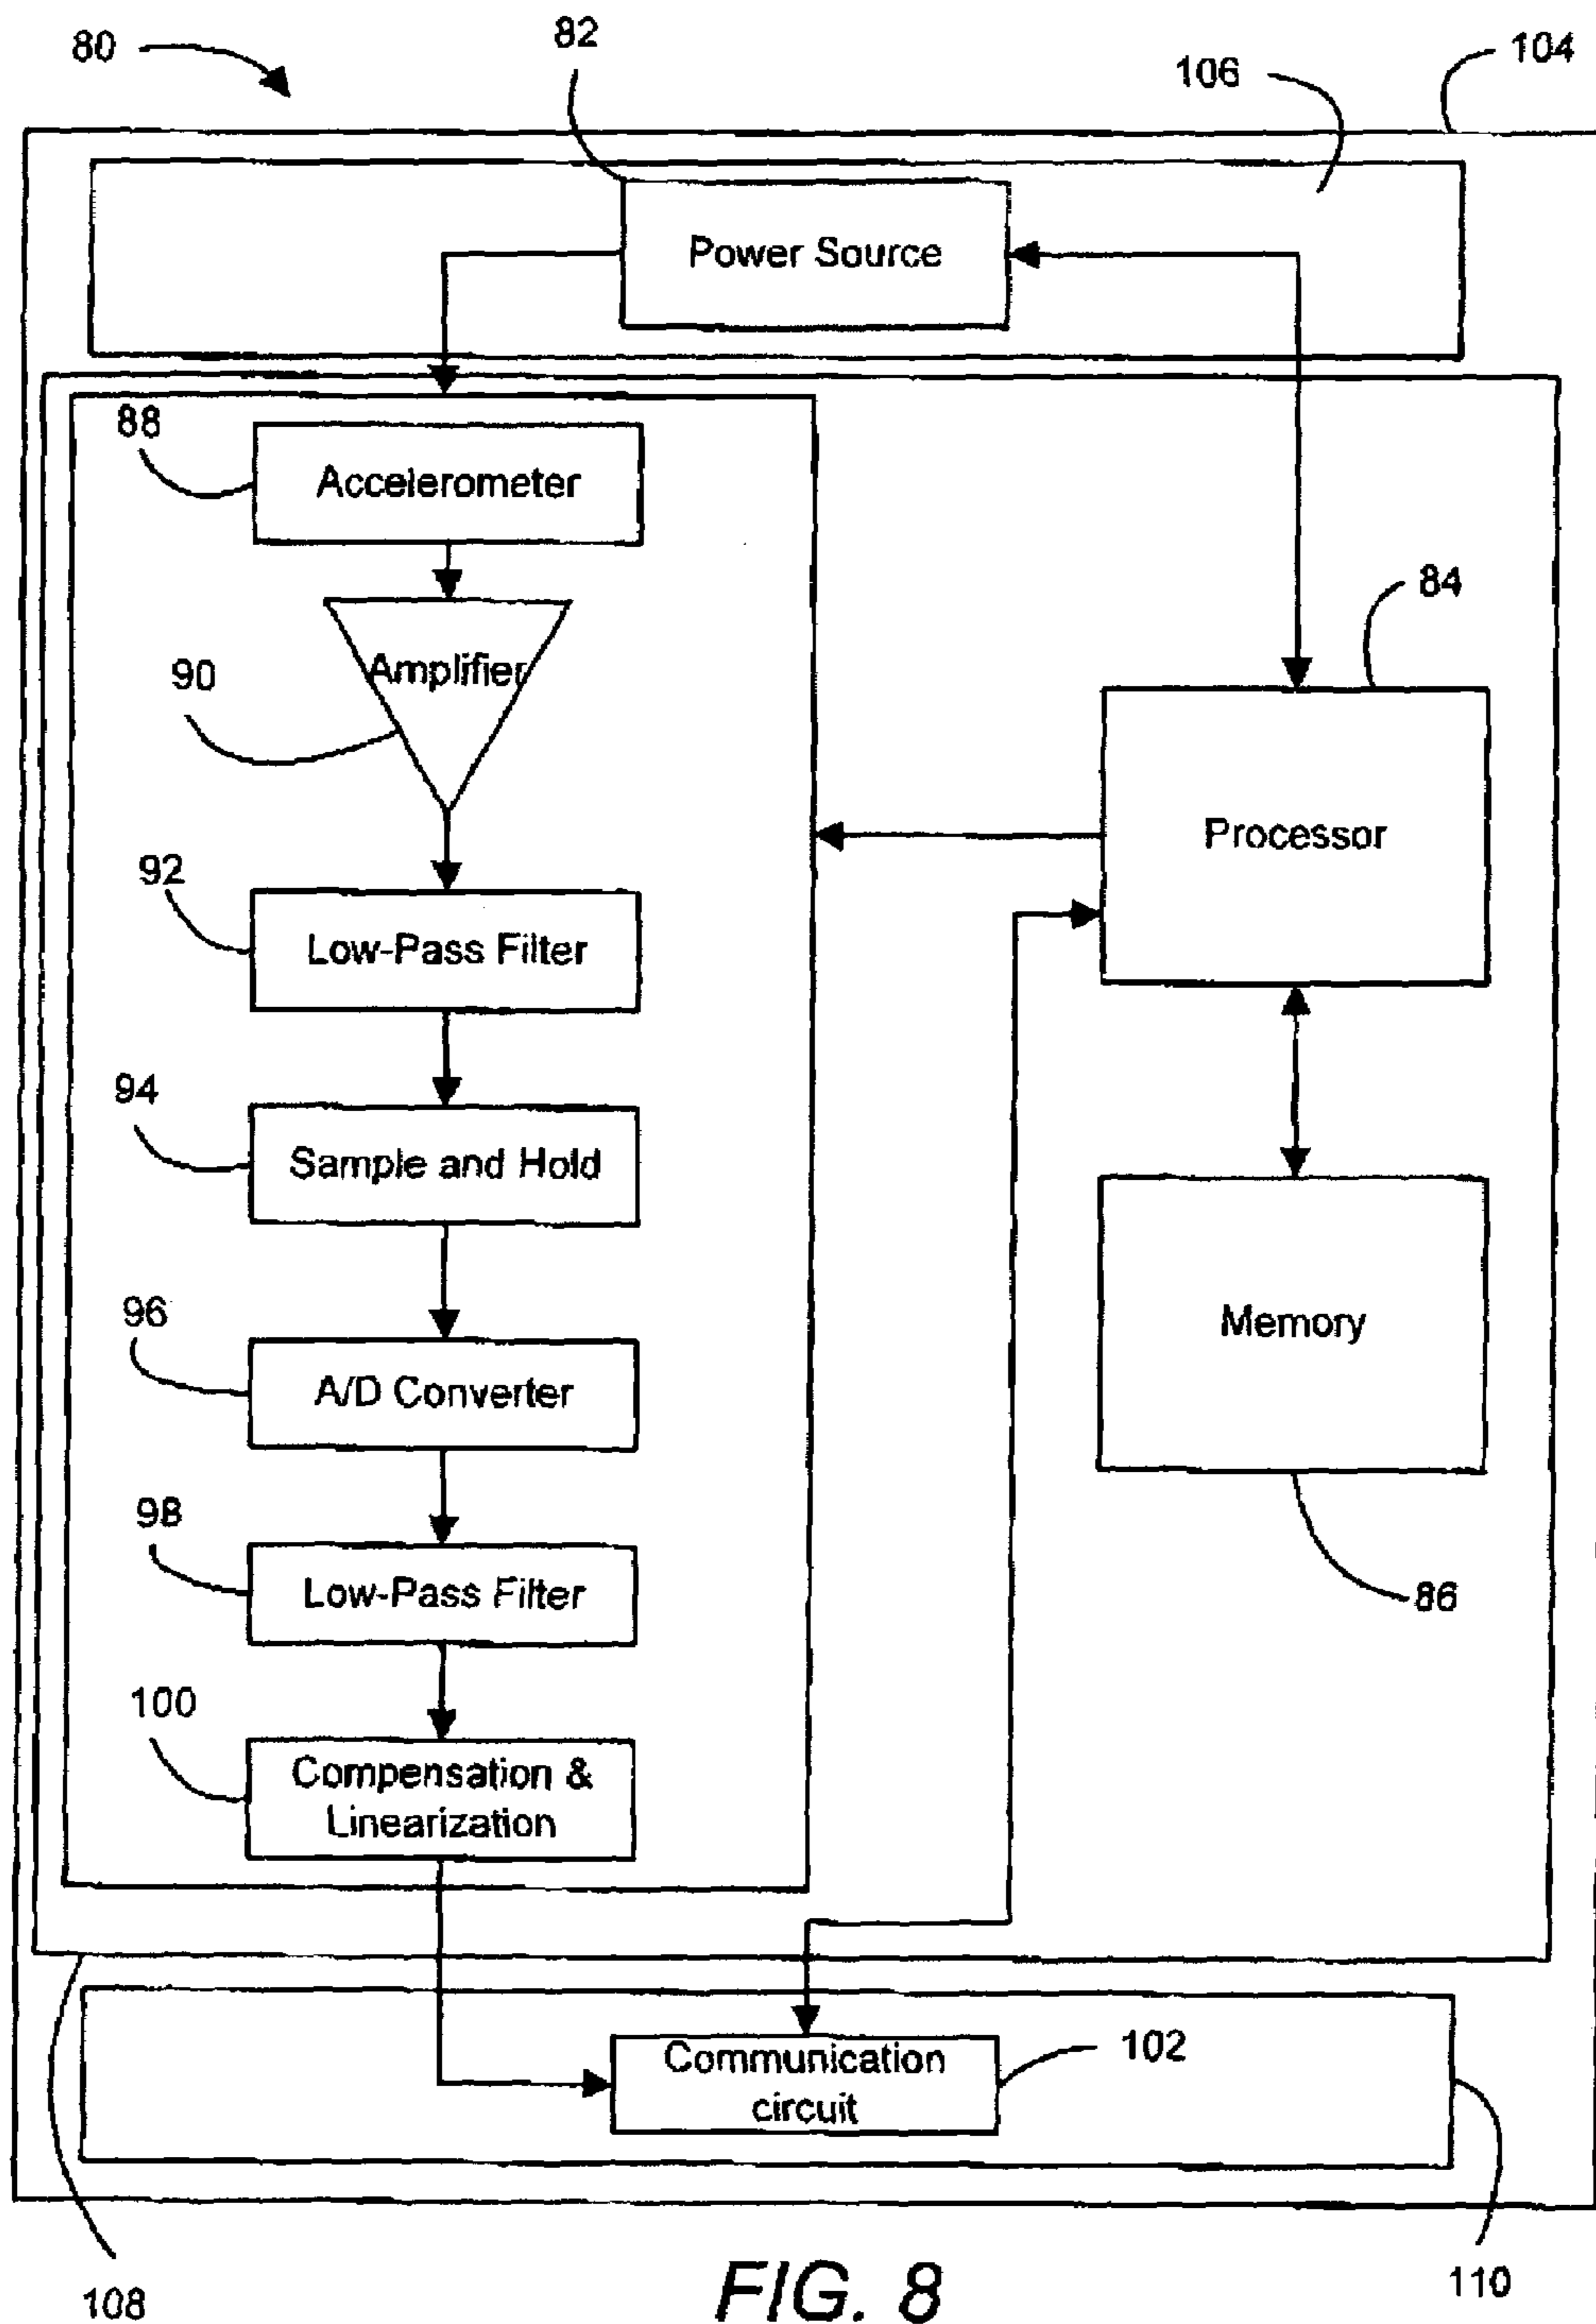 80
82
104
106
Power Source
88
Accelerometer
84
90
Amplifier
Processor
92
Low-Pass Filter
94
Sample and Hold
96
A/D Converter
Memory
98
Low-Pass Filter
86
100
Compensation &
Linearization
Communication
circuit
102
108
110
FIG. 8